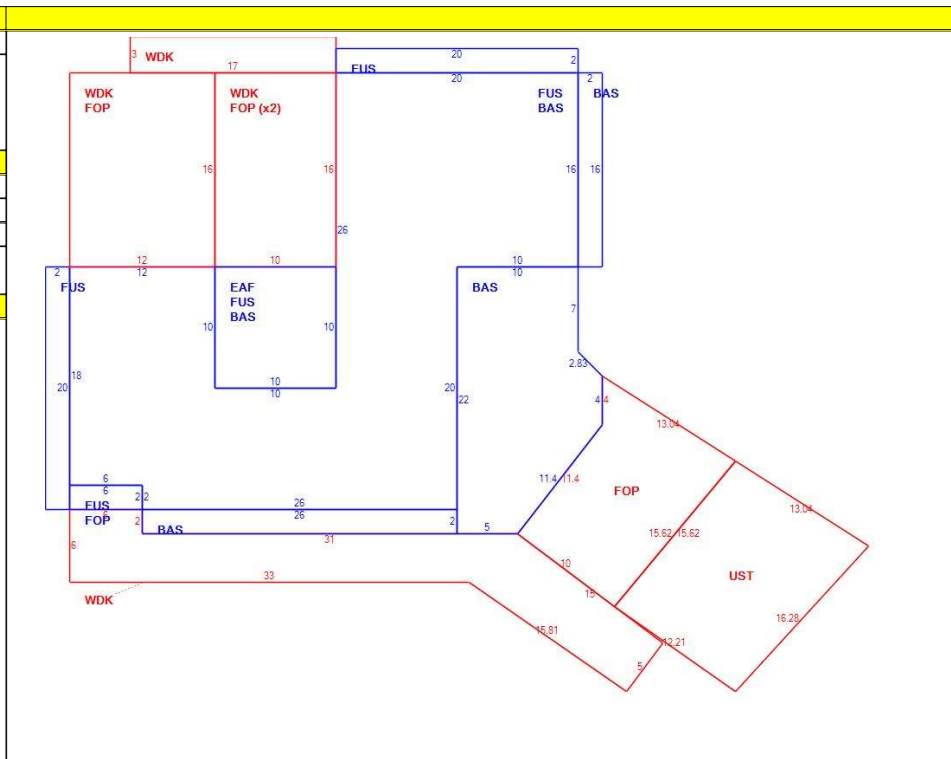 20
3 WDK
2
17
FUS
20
2
WDK
FOP
WDK
FOP (x2)
FUS
BAS
BAS
16
16
16
16
26
12
10
10
2
12
10
FUS
EAF
FUS
BAS
BAS
7
10
10
2.83
18
20
10
10
20
22
4
4
13.04
6
6
11.4
11.4
FOP
2
2
26
FUS
FOP
6
2
BAS
26
2
5
13.04
15.62
15.62
6
31
10
UST
33
15
WDK
16.28
15.81
12.21
5